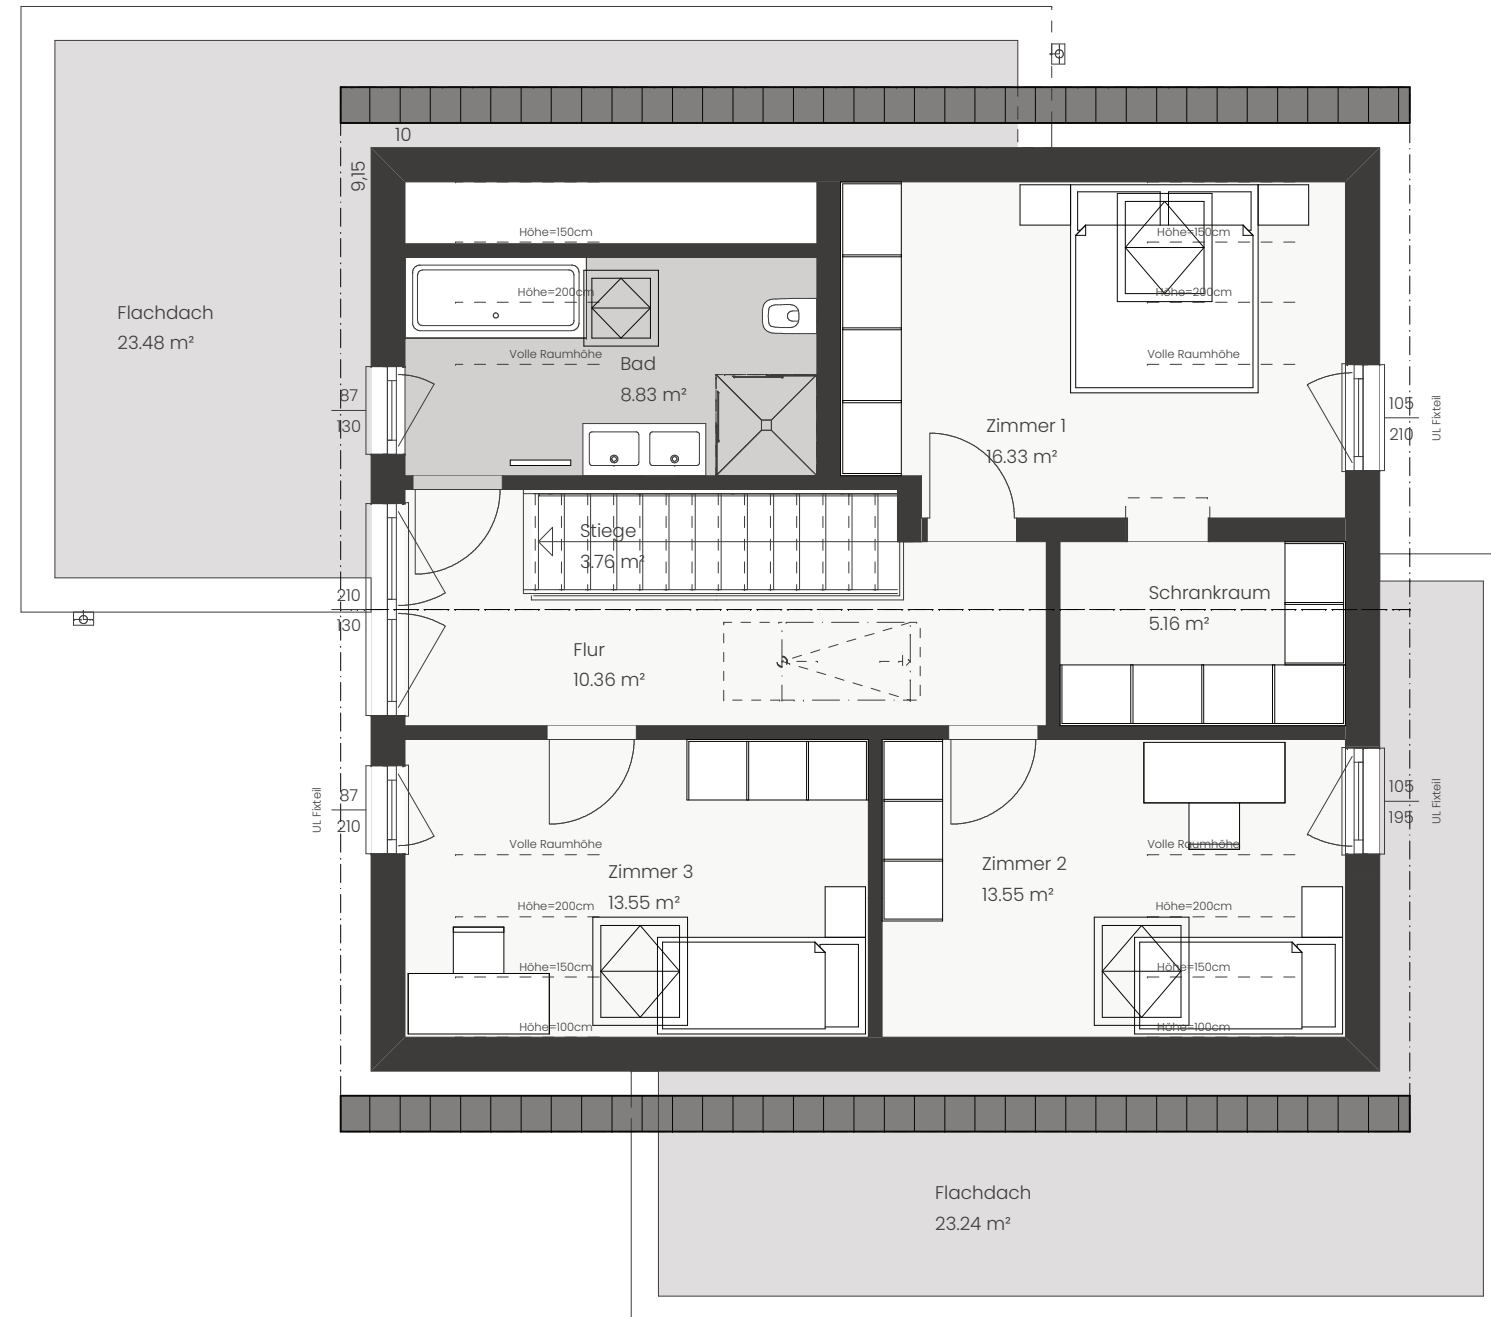 10
9,15
Höhe=150cm
Höhe=150cm
Flachdach
23.48 m²
Höhe=200cm
Höhe=200cm
Volle Raumhöhe
Volle Raumhöhe
Bad
8.83 m²
87
130
105
210
UL Fixteil
Zimmer 1
16.33 m²
Stiege
3.76 m²
210
130
Schrankraum
5.16 m²
Flur
10.36 m²
87
210
UL Fixteil
105
195
UL Fixteil
Volle Raumhöhe
Volle Raumhöhe
Zimmer 3
13.55 m²
Zimmer 2
13.55 m²
Höhe=200cm
Höhe=200cm
Höhe=150cm
Höhe=150cm
Höhe=100cm
Höhe=100cm
Flachdach
23.24 m²